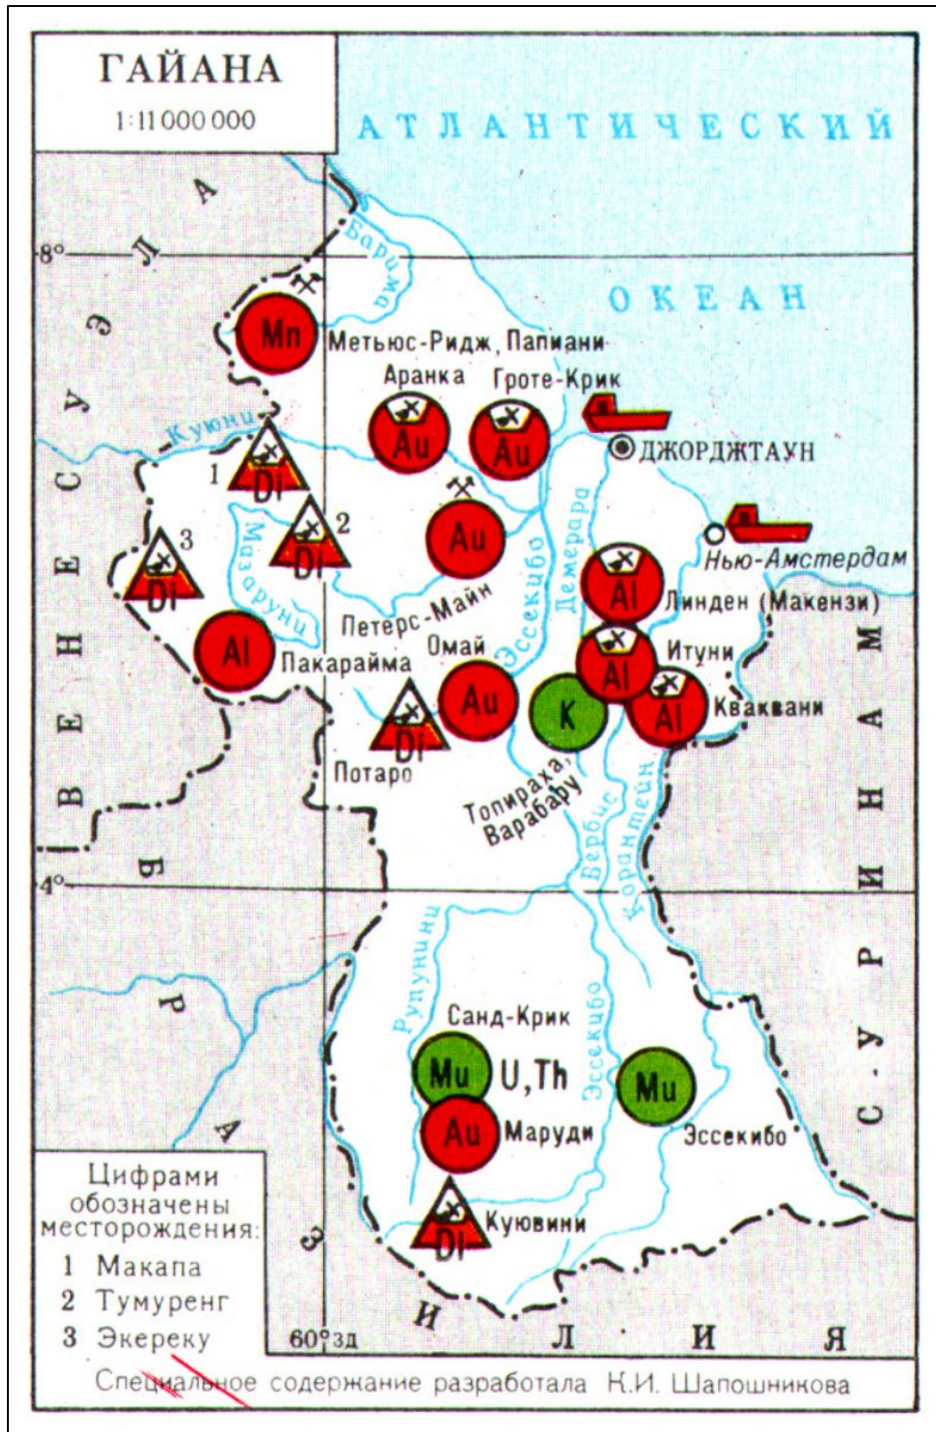 ГАЙАНА
1:11 000 000
АТЛАНТИЧЕСКИЙ
ОКЕАН
ВЕНЕСУЭЛА
8°
Барима
Mn
Метьюс-Ридж, Папиани
Аранка
Гроте-Крик
Au
Au
ДЖОРДЖТАУН
Куюни
1
Di
2
Di
3
Di
Мазаруни
Au
Петерс-Майн
Эссекибо
Демерара
Нью-Амстердам
Al
Линден (Макензи)
Al
Пакарайма
Омай
Au
Al
Итуни
Al
Кваквани
K
Топираха,
Варабару
Di
Потаро
Бербис
Корантейн
СУРИНАМ
4°
Рупунини
Эссекибо
Санд-Крик
Mu
U, Th
Mu
Эссекибо
Au
Маруди
Di
Куювини
БРАЗИЛИЯ
60° зд
Цифрами
обозначены
месторождения:
1 Макапа
2 Тумуренг
3 Экереку
Специальное содержание разработала К.И. Шапошникова